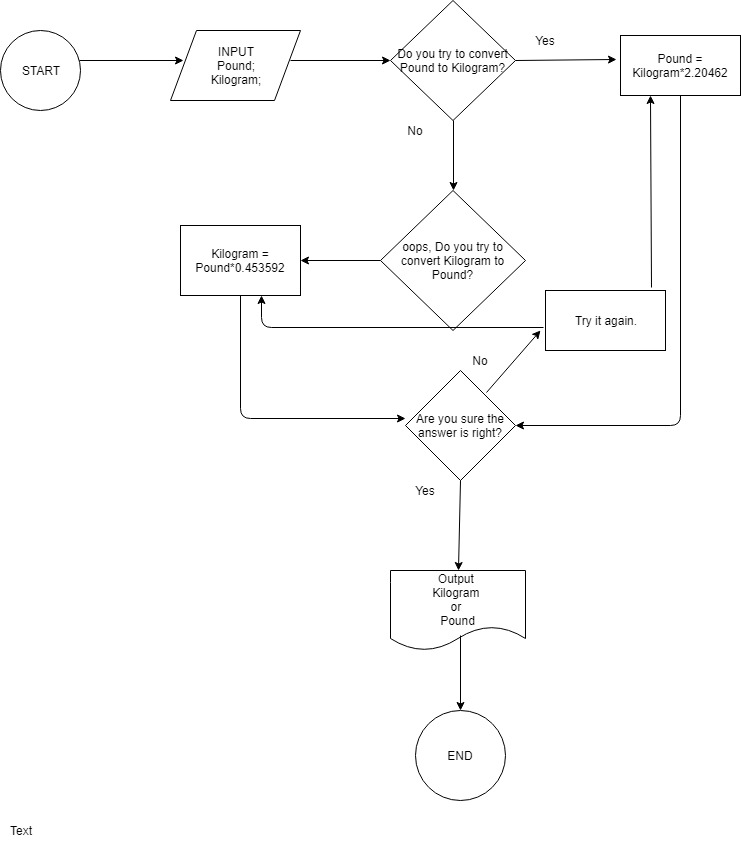 START
INPUT
Pound;
Kilogram;
Do you try to convert
Pound to Kilogram?
Yes
Pound =
Kilogram*2.20462
No
Kilogram =
Pound*0.453592
oops, Do you try to
convert Kilogram to
Pound?
Try it again.
No
Are you sure the
answer is right?
Yes
Output
Kilogram
or
Pound
END
Text